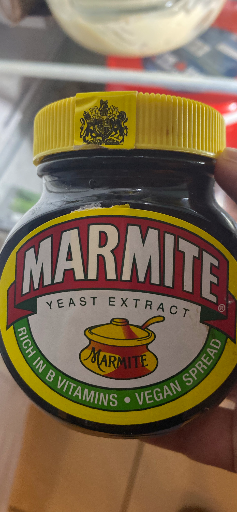 MARMITE®
YEAST EXTRACT
MARMITE
RICH IN B VITAMINS • VEGAN SPREAD